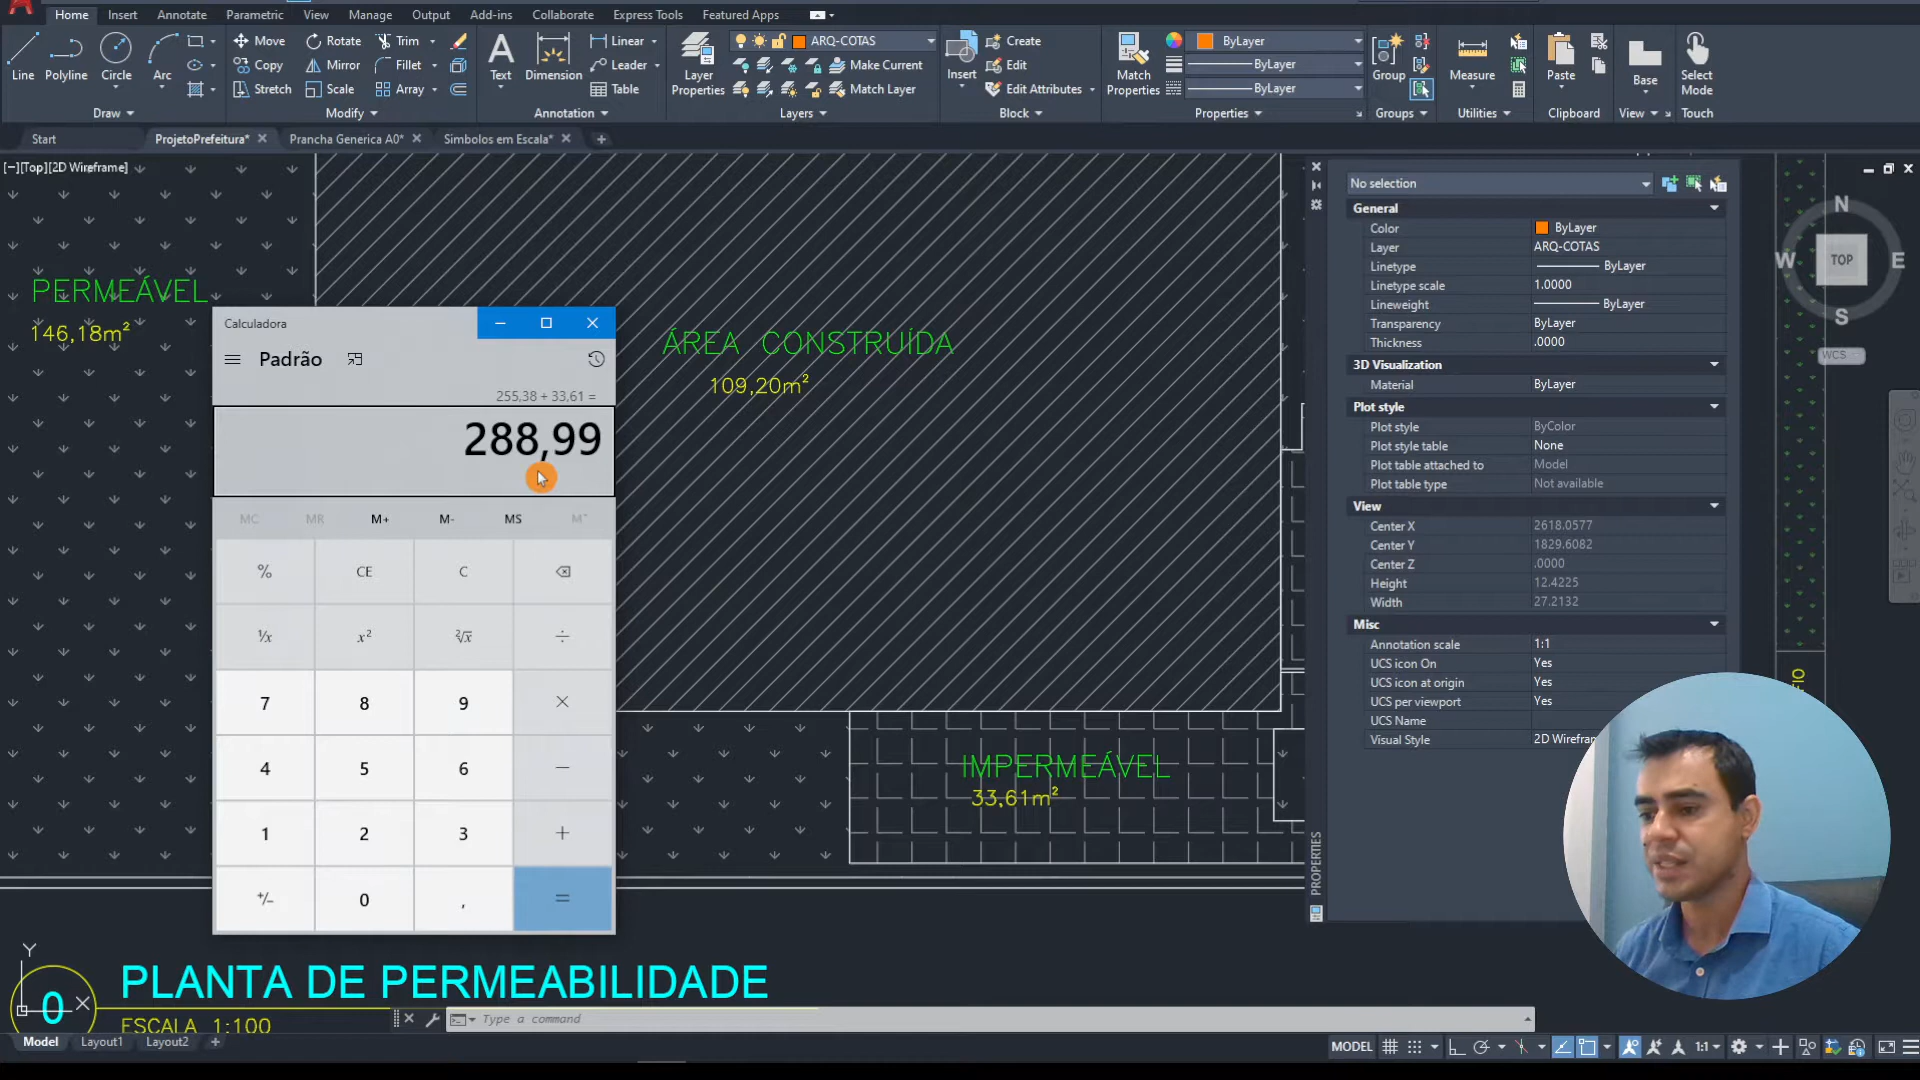 Home Insert Annotate Parametric View Manage Output Add-ins Collaborate Express Tools Featured Apps
Line Polyline Circle Arc
Move Rotate Trim
Copy Mirror Fillet
Stretch Scale Array
Text Dimension
Linear
Leader
Table
Layer Properties
ARQ-COTAS
Make Current
Match Layer
Insert
Create
Edit
Edit Attributes
Match Properties
ByLayer
ByLayer
ByLayer
Group Measure Paste Base Select Mode
Draw Modify Annotation Layers Block Properties Groups Utilities Clipboard View Touch
Start ProjetoPrefeitura* Prancha Generica A0* Simbolos em Escala*
[−][Top][2D Wireframe]
PERMEÁVEL
146,18m²
Calculadora
Padrão
255,38 + 33,61 =
288,99
MC MR M+ M- MS M˅
% CE C
¹/x x² ²√x ÷
7 8 9 ×
4 5 6 −
1 2 3 +
+/− 0 , =
ÁREA CONSTRUÍDA
109,20m²
IMPERMEÁVEL
33,61m²
No selection
General
Color ByLayer
Layer ARQ-COTAS
Linetype ByLayer
Linetype scale 1.0000
Lineweight ByLayer
Transparency ByLayer
Thickness .0000
3D Visualization
Material ByLayer
Plot style
Plot style ByColor
Plot style table None
Plot table attached to Model
Plot table type Not available
View
Center X 2618.0577
Center Y 1829.6082
Center Z .0000
Height 12.4225
Width 27.2132
Misc
Annotation scale 1:1
UCS icon On Yes
UCS icon at origin Yes
UCS per viewport Yes
UCS Name
Visual Style 2D Wirefra
PROPERTIES
N
W TOP E
S
WCS
Y
X
0
PLANTA DE PERMEABILIDADE
ESCALA 1:100
Type a command
Model Layout1 Layout2 +
MODEL 1:1